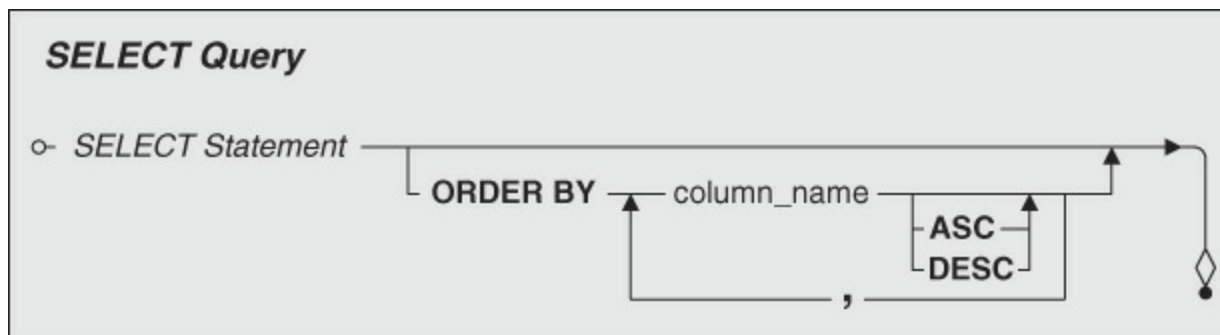 SELECT Query
SELECT Statement
ORDER BY column_name
ASC
DESC
,